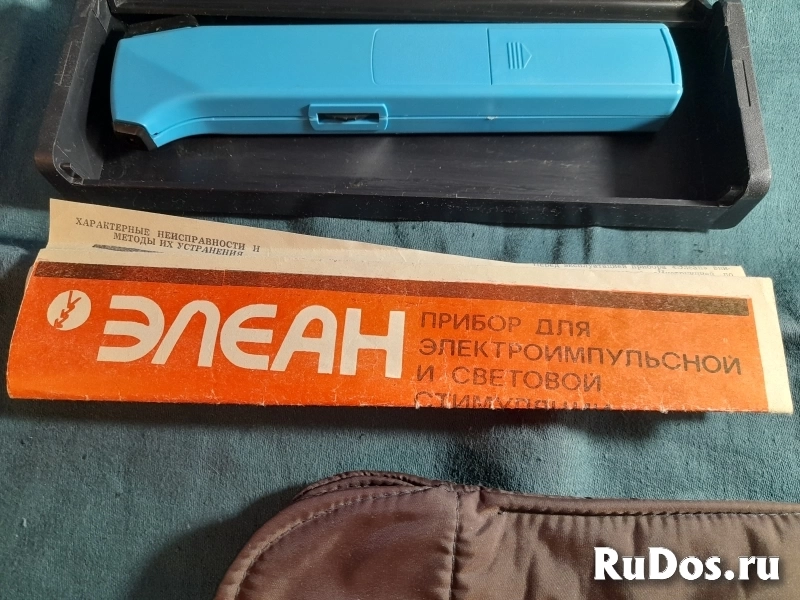 ХАРАКТЕРНЫЕ НЕИСПРАВНОСТИ И
МЕТОДЫ ИХ УСТРАНЕНИЯ
ЭЛЕАН
ПРИБОР ДЛЯ
ЭЛЕКТРОИМПУЛЬСНОЙ
И СВЕТОВОЙ
RuDos.ru